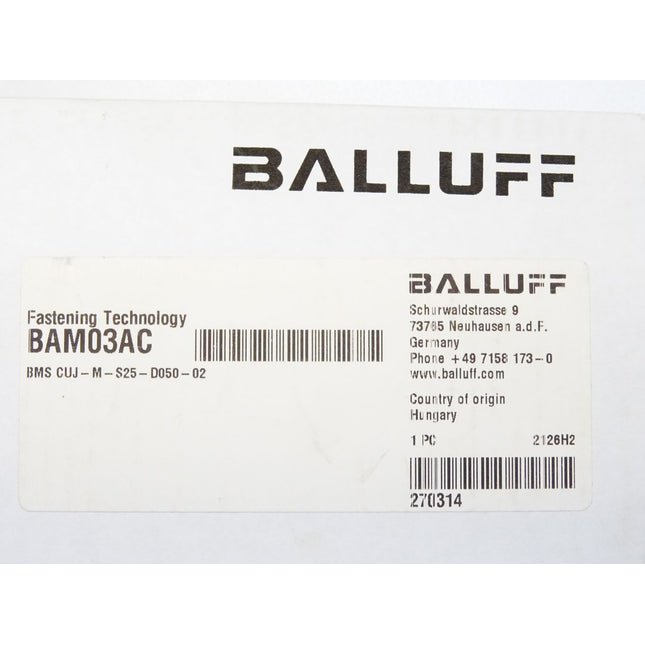 BALLUFF
Fastening Technology
BAM03AC
BMS CUJ-M-S25-D050-02
BALLUFF
Schurwaldstrasse 9
73765 Neuhausen a.d.F.
Germany
Phone +49 7158 173-0
www.balluff.com
Country of origin
Hungary
1 PC 2126H2
270314